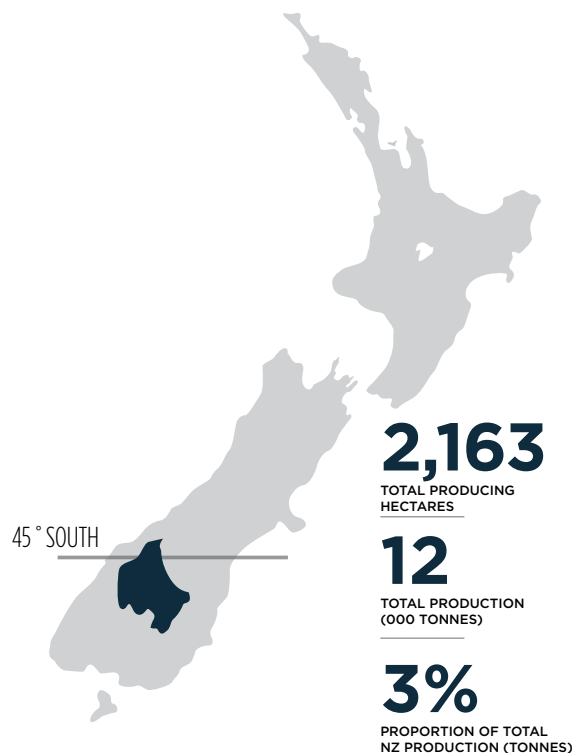 45° SOUTH
2,163
TOTAL PRODUCING
HECTARES
12
TOTAL PRODUCTION
(000 TONNES)
3%
PROPORTION OF TOTAL
NZ PRODUCTION (TONNES)